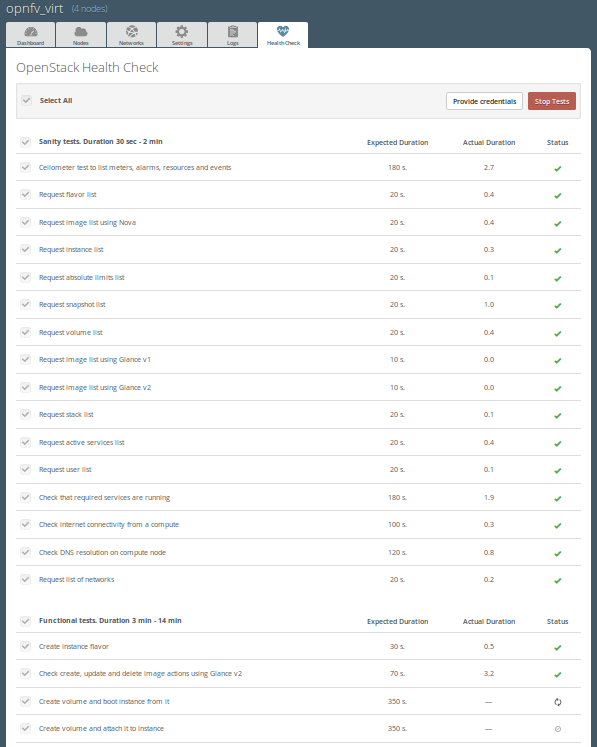 opnfv_virt (4 nodes)
Dashboard Nodes Networks Settings Logs Health Check
OpenStack Health Check
Select All Provide credentials Stop Tests
Sanity tests. Duration 30 sec - 2 min Expected Duration Actual Duration Status
Ceilometer test to list meters, alarms, resources and events 180 s. 2.7
Request flavor list 20 s. 0.4
Request image list using Nova 20 s. 0.4
Request instance list 20 s. 0.3
Request absolute limits list 20 s. 0.1
Request snapshot list 20 s. 1.0
Request volume list 20 s. 0.4
Request image list using Glance v1 10 s. 0.0
Request image list using Glance v2 10 s. 0.0
Request stack list 20 s. 0.1
Request active services list 20 s. 0.4
Request user list 20 s. 0.1
Check that required services are running 180 s. 1.9
Check internet connectivity from a compute 100 s. 0.3
Check DNS resolution on compute node 120 s. 0.8
Request list of networks 20 s. 0.2
Functional tests. Duration 3 min - 14 min Expected Duration Actual Duration Status
Create instance flavor 30 s. 0.5
Check create, update and delete image actions using Glance v2 70 s. 3.2
Create volume and boot instance from it 350 s. —
Create volume and attach it to instance 350 s. —